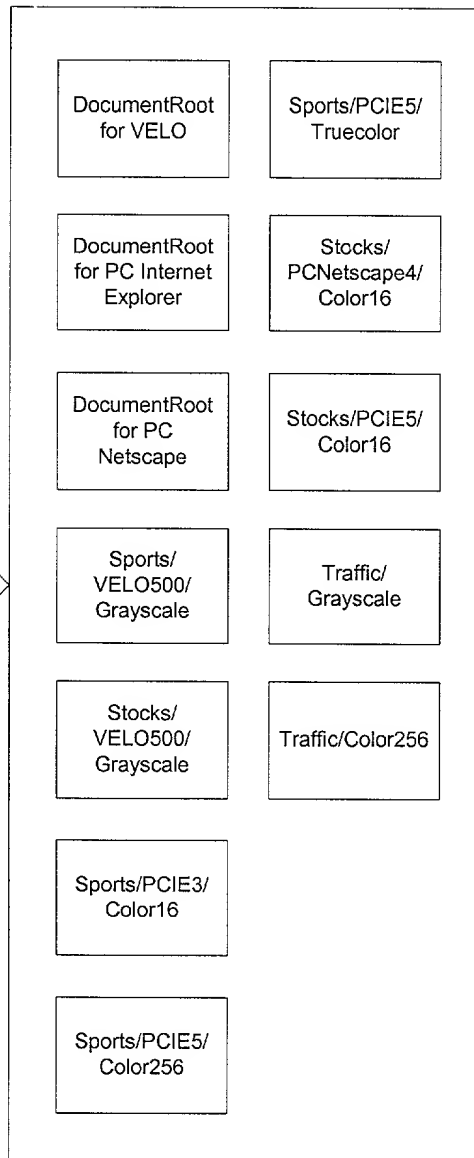 DocumentRoot
for VELO
DocumentRoot
for PC Internet
Explorer
DocumentRoot
for PC
Netscape
Sports/
VELO500/
Grayscale
Stocks/
VELO500/
Grayscale
Sports/PCIE3/
Color16
Sports/PCIE5/
Color256
Sports/PCIE5/
Truecolor
Stocks/
PCNetscape4/
Color16
Stocks/PCIE5/
Color16
Traffic/
Grayscale
Traffic/Color256